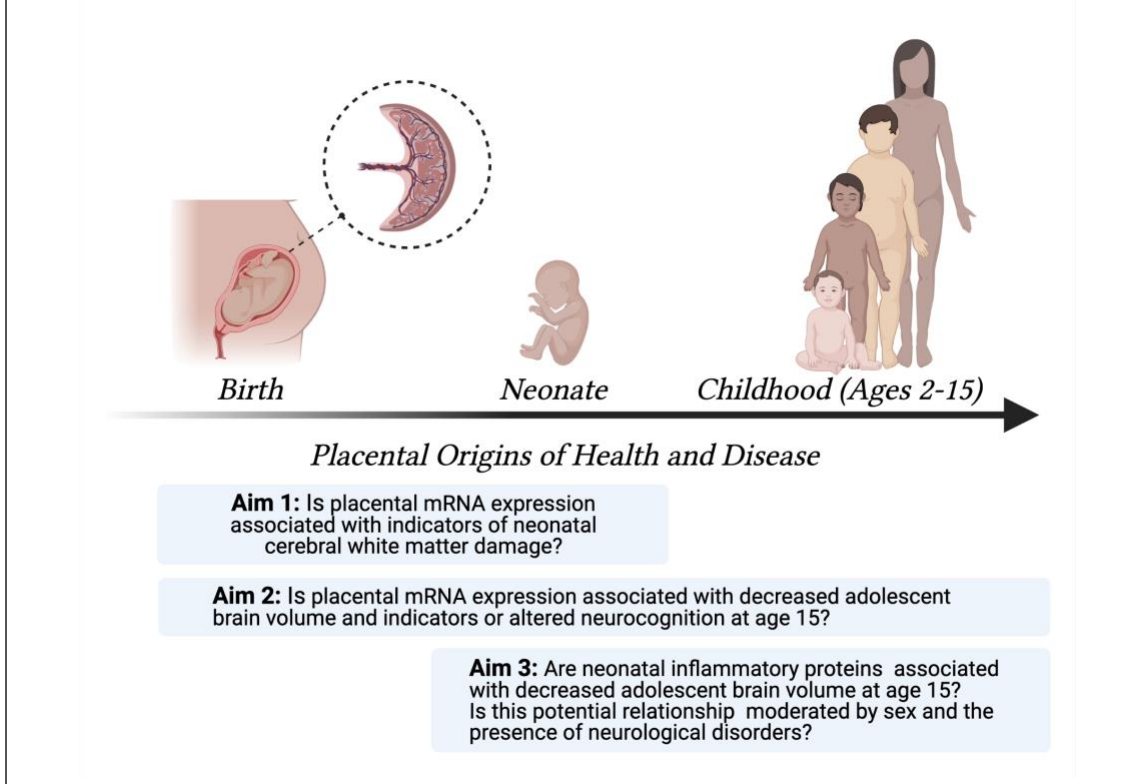 Birth
Neonate
Childhood (Ages 2-15)
Placental Origins of Health and Disease
Aim 1: Is placental mRNA expression
associated with indicators of neonatal
cerebral white matter damage?
Aim 2: Is placental mRNA expression associated with decreased adolescent
brain volume and indicators or altered neurocognition at age 15?
Aim 3: Are neonatal inflammatory proteins associated
with decreased adolescent brain volume at age 15?
Is this potential relationship moderated by sex and the
presence of neurological disorders?